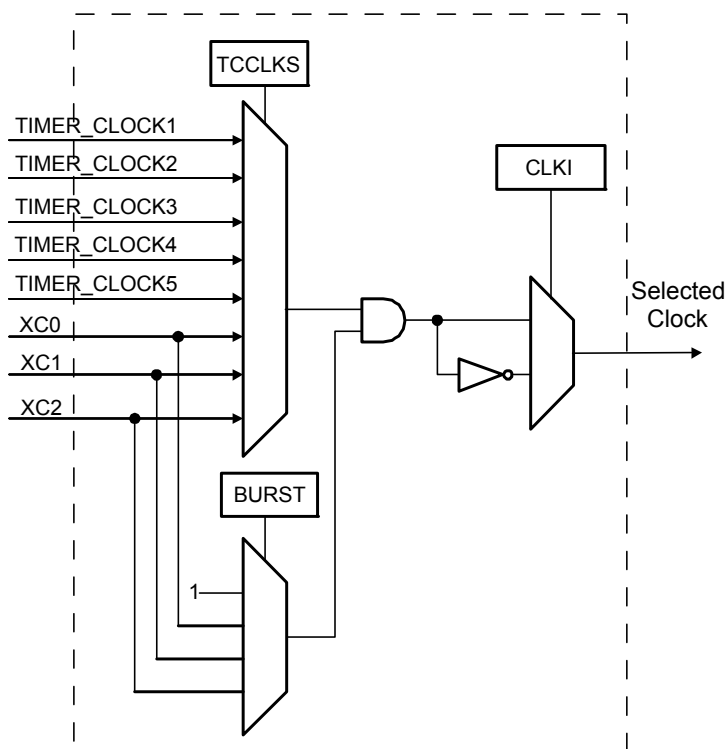 TCCLKS
TIMER_CLOCK1
TIMER_CLOCK2
TIMER_CLOCK3
TIMER_CLOCK4
TIMER_CLOCK5
XC0
XC1
XC2
CLKI
Selected
Clock
BURST
1